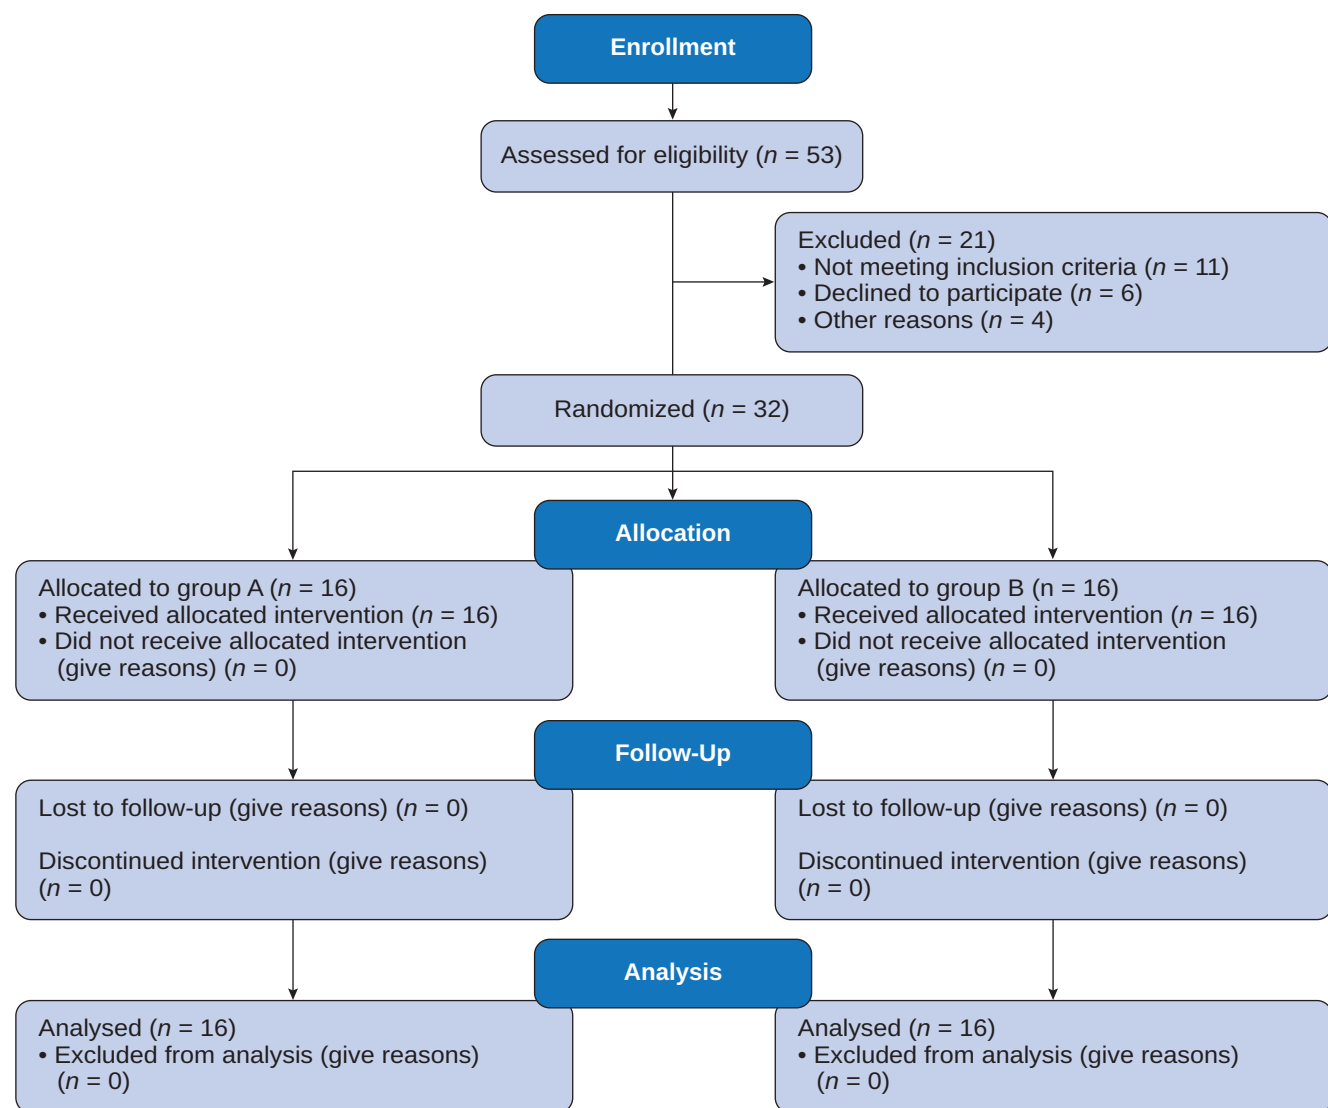 Enrollment
Assessed for eligibility (n = 53)
Excluded (n = 21)
• Not meeting inclusion criteria (n = 11)
• Declined to participate (n = 6)
• Other reasons (n = 4)
Randomized (n = 32)
Allocation
Allocated to group A (n = 16)
• Received allocated intervention (n = 16)
• Did not receive allocated intervention
(give reasons) (n = 0)
Allocated to group B (n = 16)
• Received allocated intervention (n = 16)
• Did not receive allocated intervention
(give reasons) (n = 0)
Follow-Up
Lost to follow-up (give reasons) (n = 0)
Discontinued intervention (give reasons)
(n = 0)
Lost to follow-up (give reasons) (n = 0)
Discontinued intervention (give reasons)
(n = 0)
Analysis
Analysed (n = 16)
• Excluded from analysis (give reasons)
(n = 0)
Analysed (n = 16)
• Excluded from analysis (give reasons)
(n = 0)